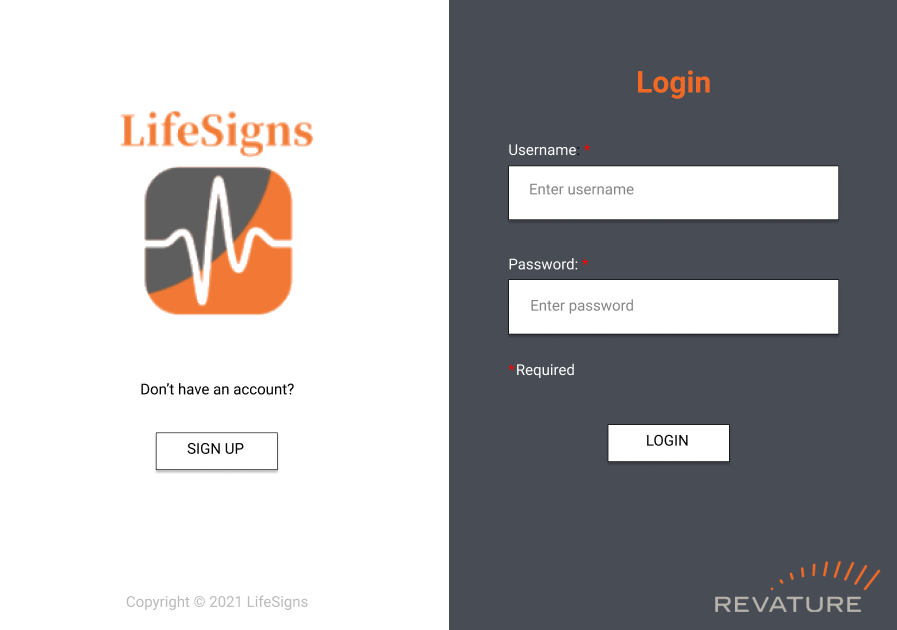 LifeSigns
Don’t have an account?
SIGN UP
Copyright © 2021 LifeSigns
Login
Username: *
Enter username
Password: *
Enter password
*Required
LOGIN
REVATURE